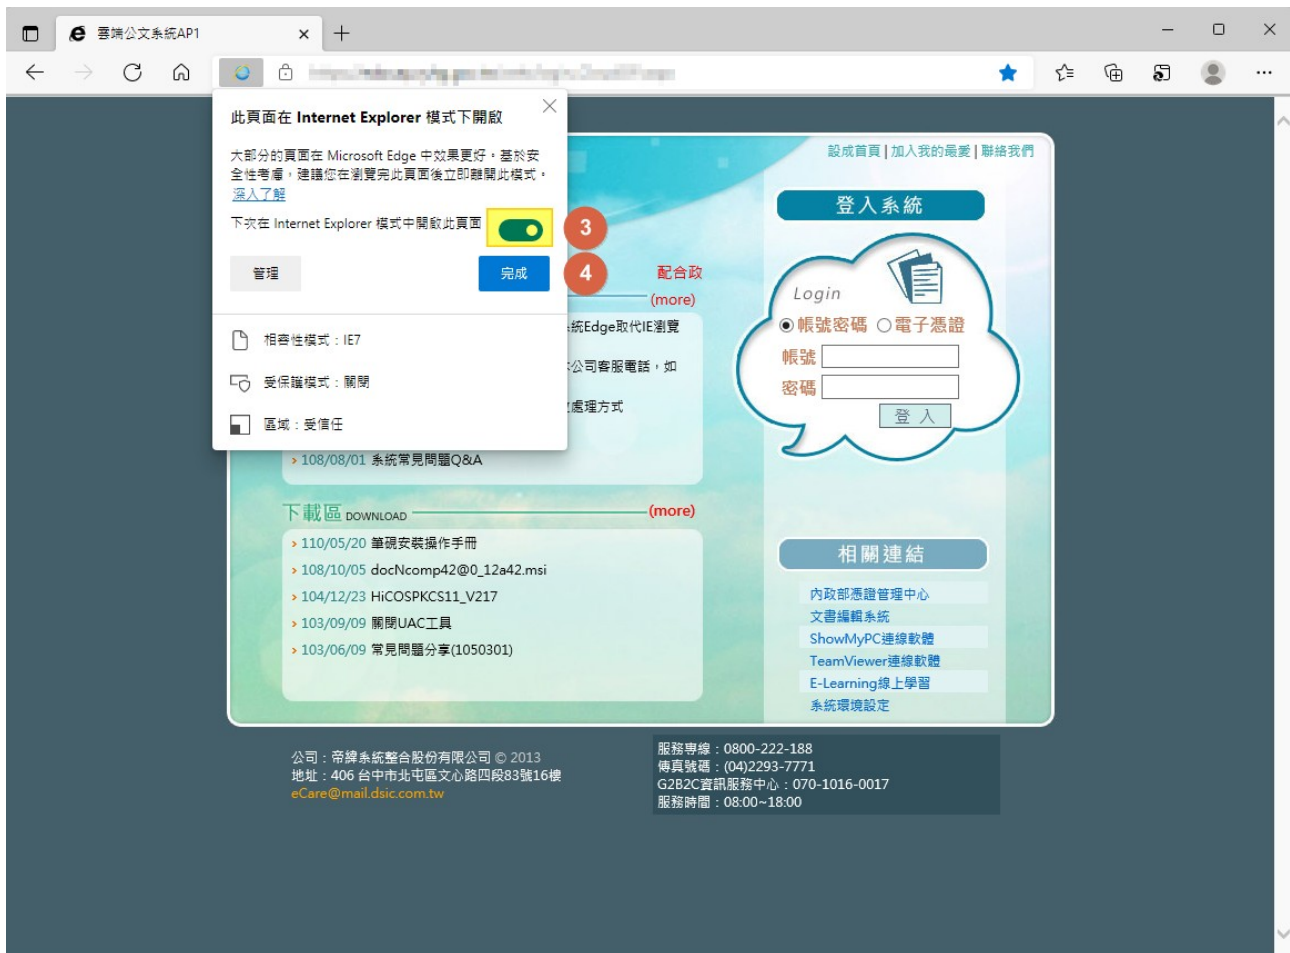 雲端公文系統AP1
此頁面在 Internet Explorer 模式下開啟
大部分的頁面在 Microsoft Edge 中效果更好。基於安
全性考慮，建議您在瀏覽完此頁面後立即離開此模式。
深入了解
下次在 Internet Explorer 模式中開啟此頁面
3
管理
完成
4
相容性模式：IE7
受保護模式：關閉
區域：受信任
設成首頁 | 加入我的最愛 | 聯絡我們
配合政
(more)
統Edge取代IE瀏覽
公司客服電話，如
處理方式
108/08/01 系統常見問題Q&A
下載區 DOWNLOAD
(more)
110/05/20 筆硯安裝操作手冊
108/10/05 docNcomp42@0_12a42.msi
104/12/23 HiCOSPKCS11_V217
103/09/09 關閉UAC工具
103/06/09 常見問題分享(1050301)
登入系統
Login
帳號密碼 電子憑證
帳號
密碼
登 入
相關連結
內政部憑證管理中心
文書編輯系統
ShowMyPC連線軟體
TeamViewer連線軟體
E-Learning線上學習
系統環境設定
公司：帝緯系統整合股份有限公司 © 2013
地址：406 台中市北屯區文心路四段83號16樓
eCare@mail.dsic.com.tw
服務專線：0800-222-188
傳真號碼：(04)2293-7771
G2B2C資訊服務中心：070-1016-0017
服務時間：08:00~18:00